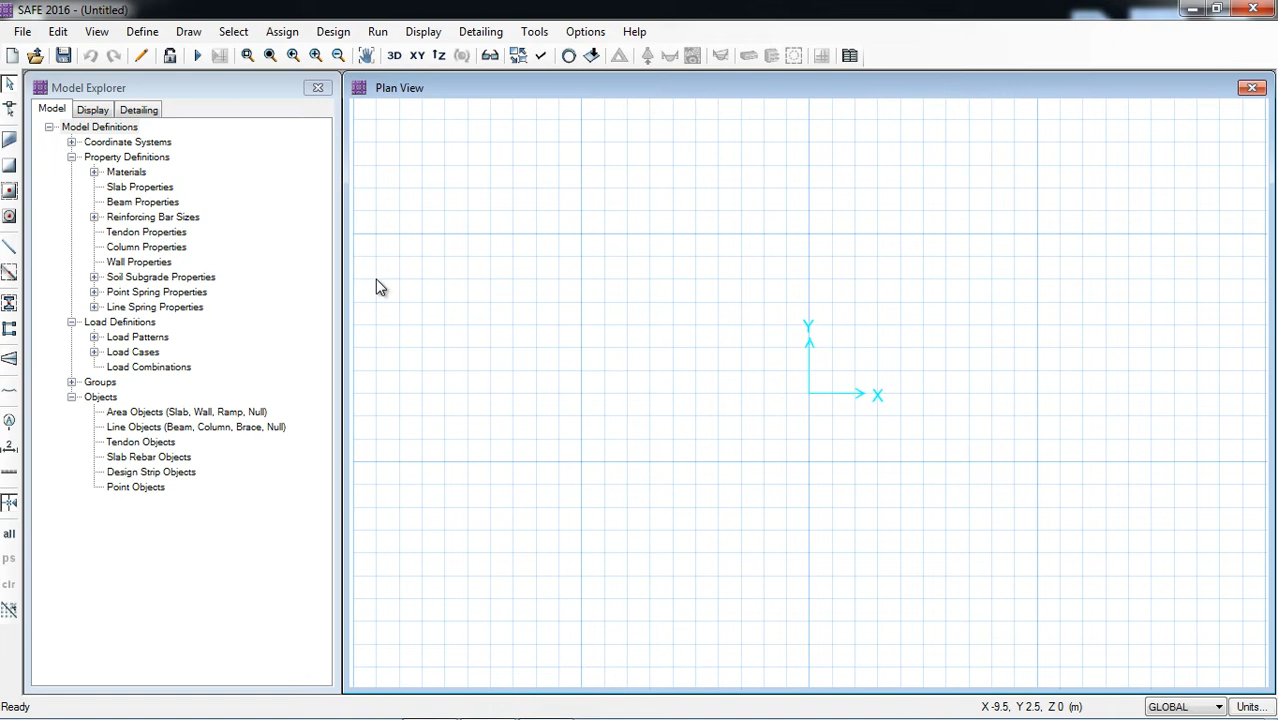 SAFE 2016 - (Untitled)
File Edit View Define Draw Select Assign Design Run Display Detailing Tools Options Help
3D XY
Model Explorer
Model Display Detailing
Model Definitions
Coordinate Systems
Property Definitions
Materials
Slab Properties
Beam Properties
Reinforcing Bar Sizes
Tendon Properties
Column Properties
Wall Properties
Soil Subgrade Properties
Point Spring Properties
Line Spring Properties
Load Definitions
Load Patterns
Load Cases
Load Combinations
Groups
Objects
Area Objects (Slab, Wall, Ramp, Null)
Line Objects (Beam, Column, Brace, Null)
Tendon Objects
Slab Rebar Objects
Design Strip Objects
Point Objects
all
ps
clr
Plan View
Y
X
Ready
X -9.5, Y 2.5, Z 0 (m)
GLOBAL
Units...